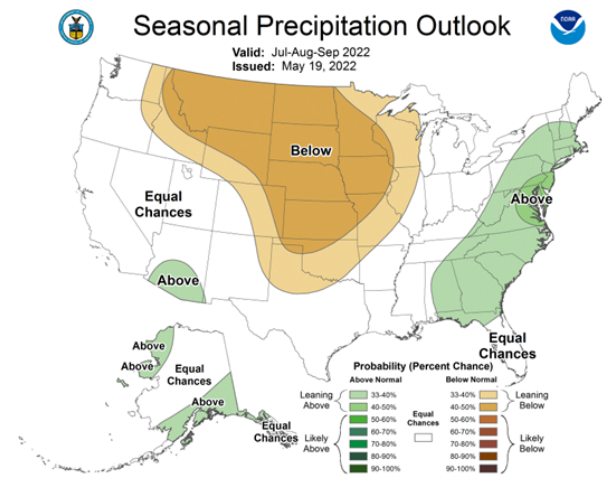 Seasonal Precipitation Outlook
NOAA
Valid: Jul-Aug-Sep 2022
Issued: May 19, 2022
Below
Equal
Chances
Above
Above
Equal
Chances
Above
Above
Equal
Chances
Above
Equal
Chances
Probability (Percent Chance)
Above Normal
Below Normal
Leaning
Above
33-40%
40-50%
Likely
Above
50-60%
60-70%
70-80%
80-90%
90-100%
Equal
Chances
33-40%
40-50%
Leaning
Below
50-60%
60-70%
70-80%
80-90%
90-100%
Likely
Below